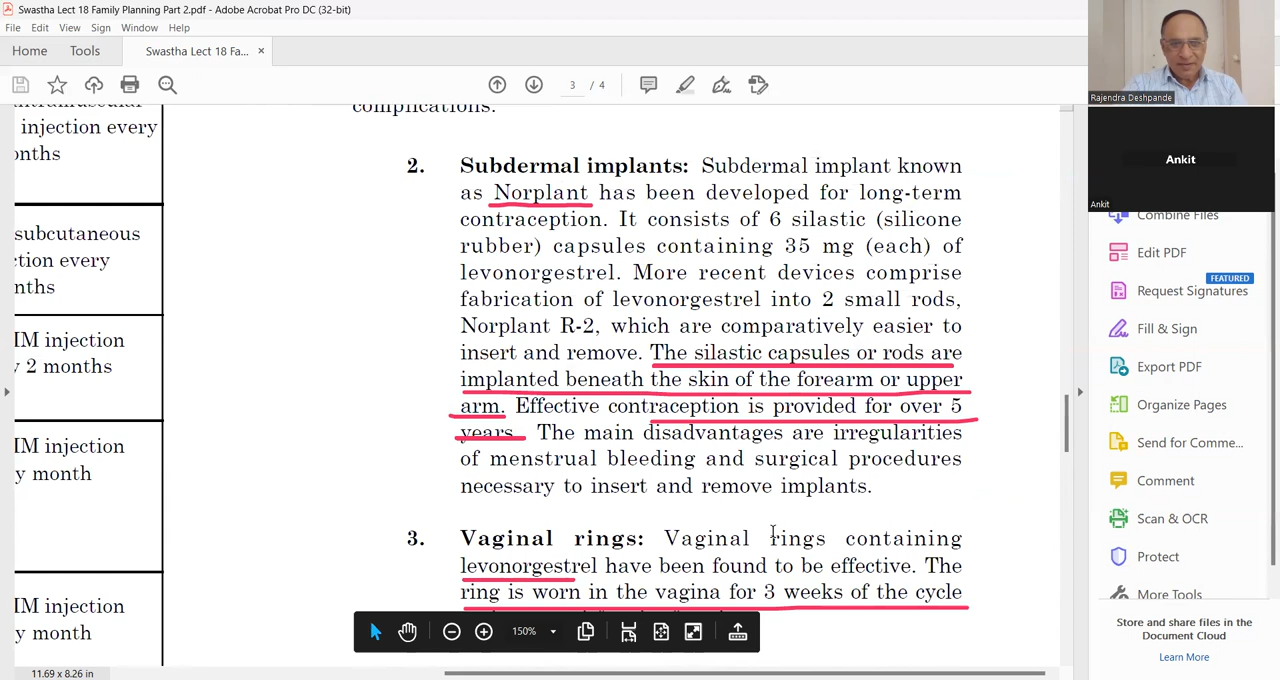 Swastha Lect 18 Family Planning Part 2.pdf - Adobe Acrobat Pro DC (32-bit)
File Edit View Sign Window Help
Home Tools Swastha Lect 18 Fa... ×
3 / 4
Rajendra Deshpande
Ankit
Ankit
complications.
injection every
onths
subcutaneous
ction every
nths
IM injection
y 2 months
IM injection
y month
IM injection
y month
2. Subdermal implants: Subdermal implant known
as Norplant has been developed for long-term
contraception. It consists of 6 silastic (silicone
rubber) capsules containing 35 mg (each) of
levonorgestrel. More recent devices comprise
fabrication of levonorgestrel into 2 small rods,
Norplant R-2, which are comparatively easier to
insert and remove. The silastic capsules or rods are
implanted beneath the skin of the forearm or upper
arm. Effective contraception is provided for over 5
years. The main disadvantages are irregularities
of menstrual bleeding and surgical procedures
necessary to insert and remove implants.
3. Vaginal rings: Vaginal rings containing
levonorgestrel have been found to be effective. The
ring is worn in the vagina for 3 weeks of the cycle
150%
11.69 x 8.26 in
Combine Files
Edit PDF
FEATURED
Request Signatures
Fill & Sign
Export PDF
Organize Pages
Send for Comme...
Comment
Scan & OCR
Protect
More Tools
Store and share files in the
Document Cloud
Learn More